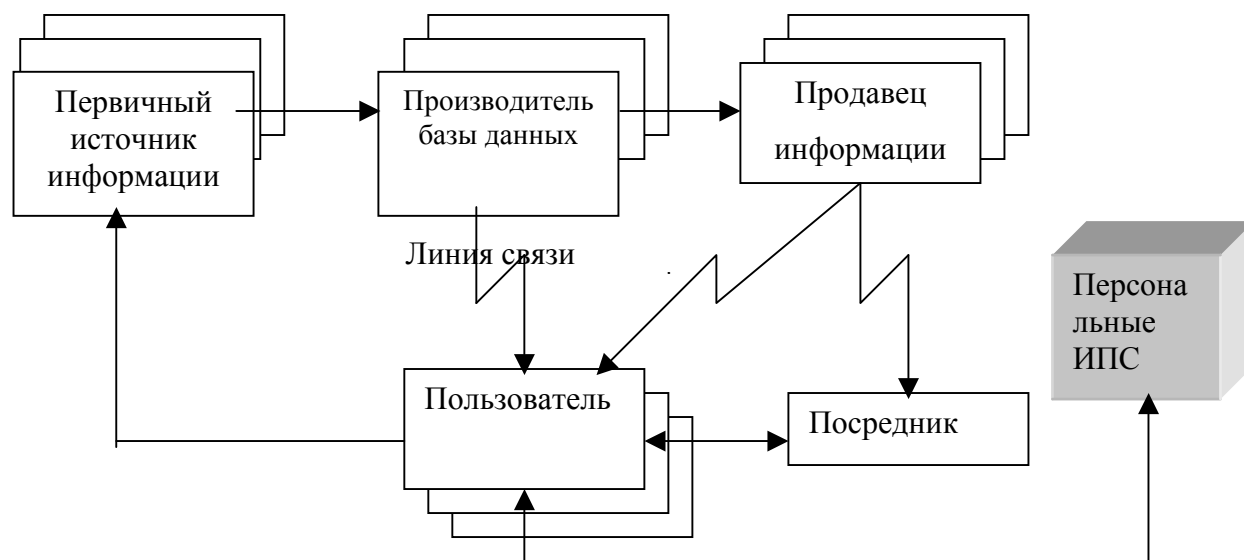 Первичный
источник
информации
Производитель
базы данных
Продавец
информации
Линия связи
Персона
льные
ИПС
Пользователь
Посредник